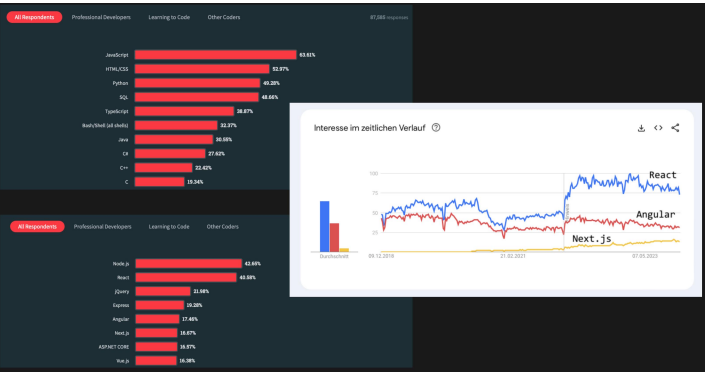 All Respondents Professional Developers Learning to Code Other Coders 87,585 responses
JavaScript 63.61%
HTML/CSS 52.97%
Python 49.28%
SQL 48.66%
TypeScript 38.87%
Bash/Shell (all shells) 32.37%
Java 30.55%
C# 27.62%
C++ 22.42%
C 19.34%
Interesse im zeitlichen Verlauf
100
75
50
25
React
Angular
Next.js
Durchschnitt 09.12.2018 21.02.2021 07.05.2023
All Respondents Professional Developers Learning to Code Other Coders
Node.js 42.65%
React 40.58%
jQuery 21.98%
Express 19.28%
Angular 17.46%
Next.js 16.67%
ASP.NET CORE 16.57%
Vue.js 16.38%